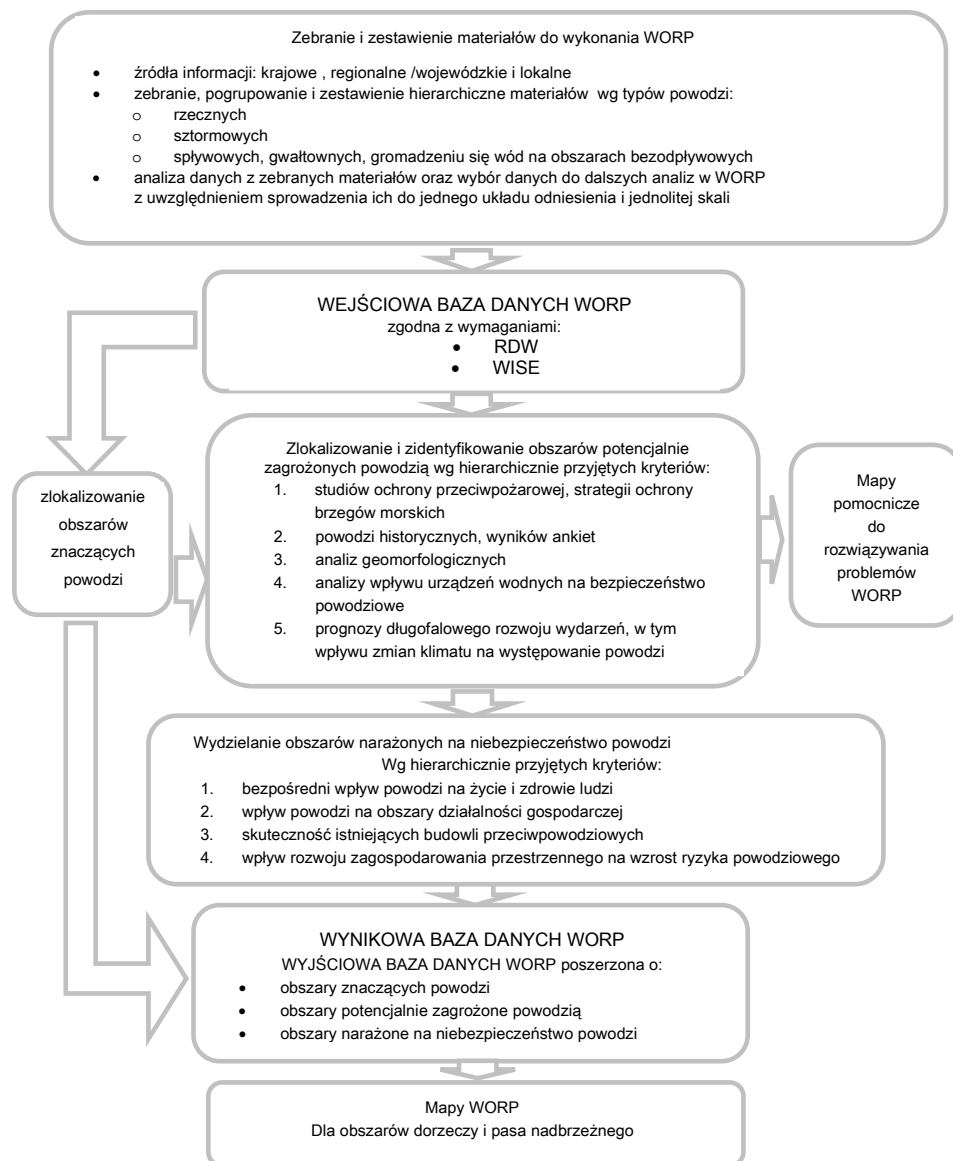 Zebranie i zestawienie materiałów do wykonania WORP
• źródła informacji: krajowe , regionalne /wojewódzkie i lokalne
• zebranie, pogrupowanie i zestawienie hierarchiczne materiałów wg typów powodzi:
o rzecznych
o sztormowych
o spływowych, gwałtownych, gromadzeniu się wód na obszarach bezodpływowych
• analiza danych z zebranych materiałów oraz wybór danych do dalszych analiz w WORP
z uwzględnieniem sprowadzenia ich do jednego układu odniesienia i jednolitej skali
WEJŚCIOWA BAZA DANYCH WORP
zgodna z wymaganiami:
• RDW
• WISE
zlokalizowanie
obszarów
znaczących
powodzi
Zlokalizowanie i zidentyfikowanie obszarów potencjalnie
zagrożonych powodzią wg hierarchicznie przyjętych kryteriów:
1. studiów ochrony przeciwpożarowej, strategii ochrony
brzegów morskich
2. powodzi historycznych, wyników ankiet
3. analiz geomorfologicznych
4. analizy wpływu urządzeń wodnych na bezpieczeństwo
powodziowe
5. prognozy długofalowego rozwoju wydarzeń, w tym
wpływu zmian klimatu na występowanie powodzi
Mapy
pomocnicze
do
rozwiązywania
problemów
WORP
Wydzielanie obszarów narażonych na niebezpieczeństwo powodzi
Wg hierarchicznie przyjętych kryteriów:
1. bezpośredni wpływ powodzi na życie i zdrowie ludzi
2. wpływ powodzi na obszary działalności gospodarczej
3. skuteczność istniejących budowli przeciwpowodziowych
4. wpływ rozwoju zagospodarowania przestrzennego na wzrost ryzyka powodziowego
WYNIKOWA BAZA DANYCH WORP
WYJŚCIOWA BAZA DANYCH WORP poszerzona o:
• obszary znaczących powodzi
• obszary potencjalnie zagrożone powodzią
• obszary narażone na niebezpieczeństwo powodzi
Mapy WORP
Dla obszarów dorzeczy i pasa nadbrzeżnego